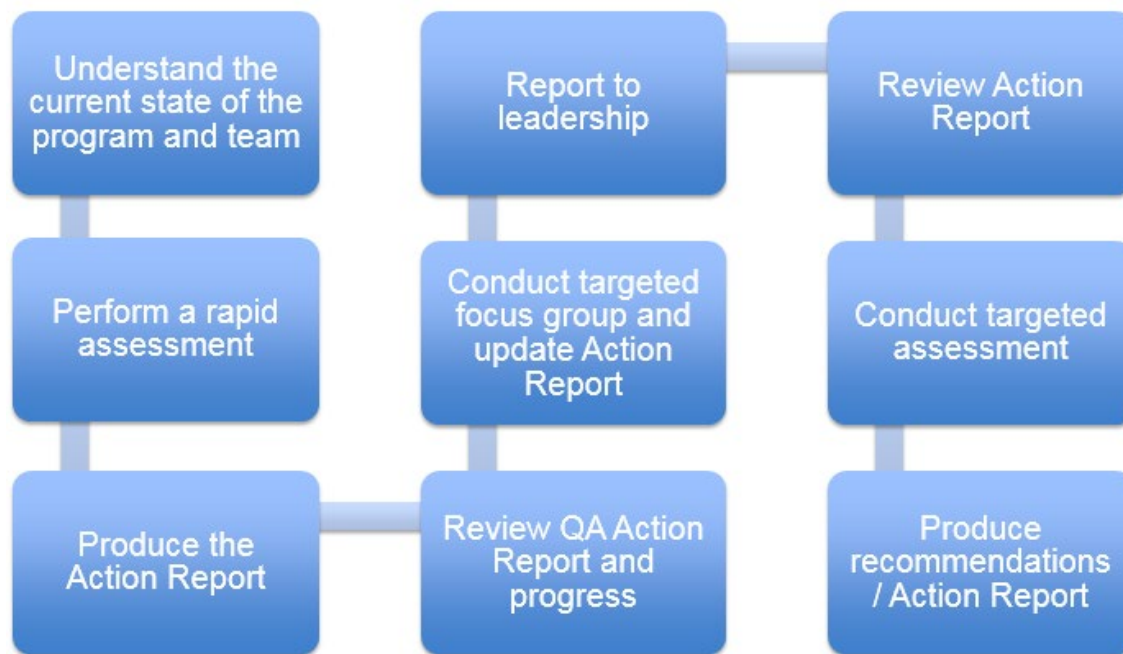 Understand the
current state of the
program and team
Perform a rapid
assessment
Produce the
Action Report
Review QA Action
Report and
progress
Conduct targeted
focus group and
update Action
Report
Report to
leadership
Review Action
Report
Conduct targeted
assessment
Produce
recommendations
/ Action Report